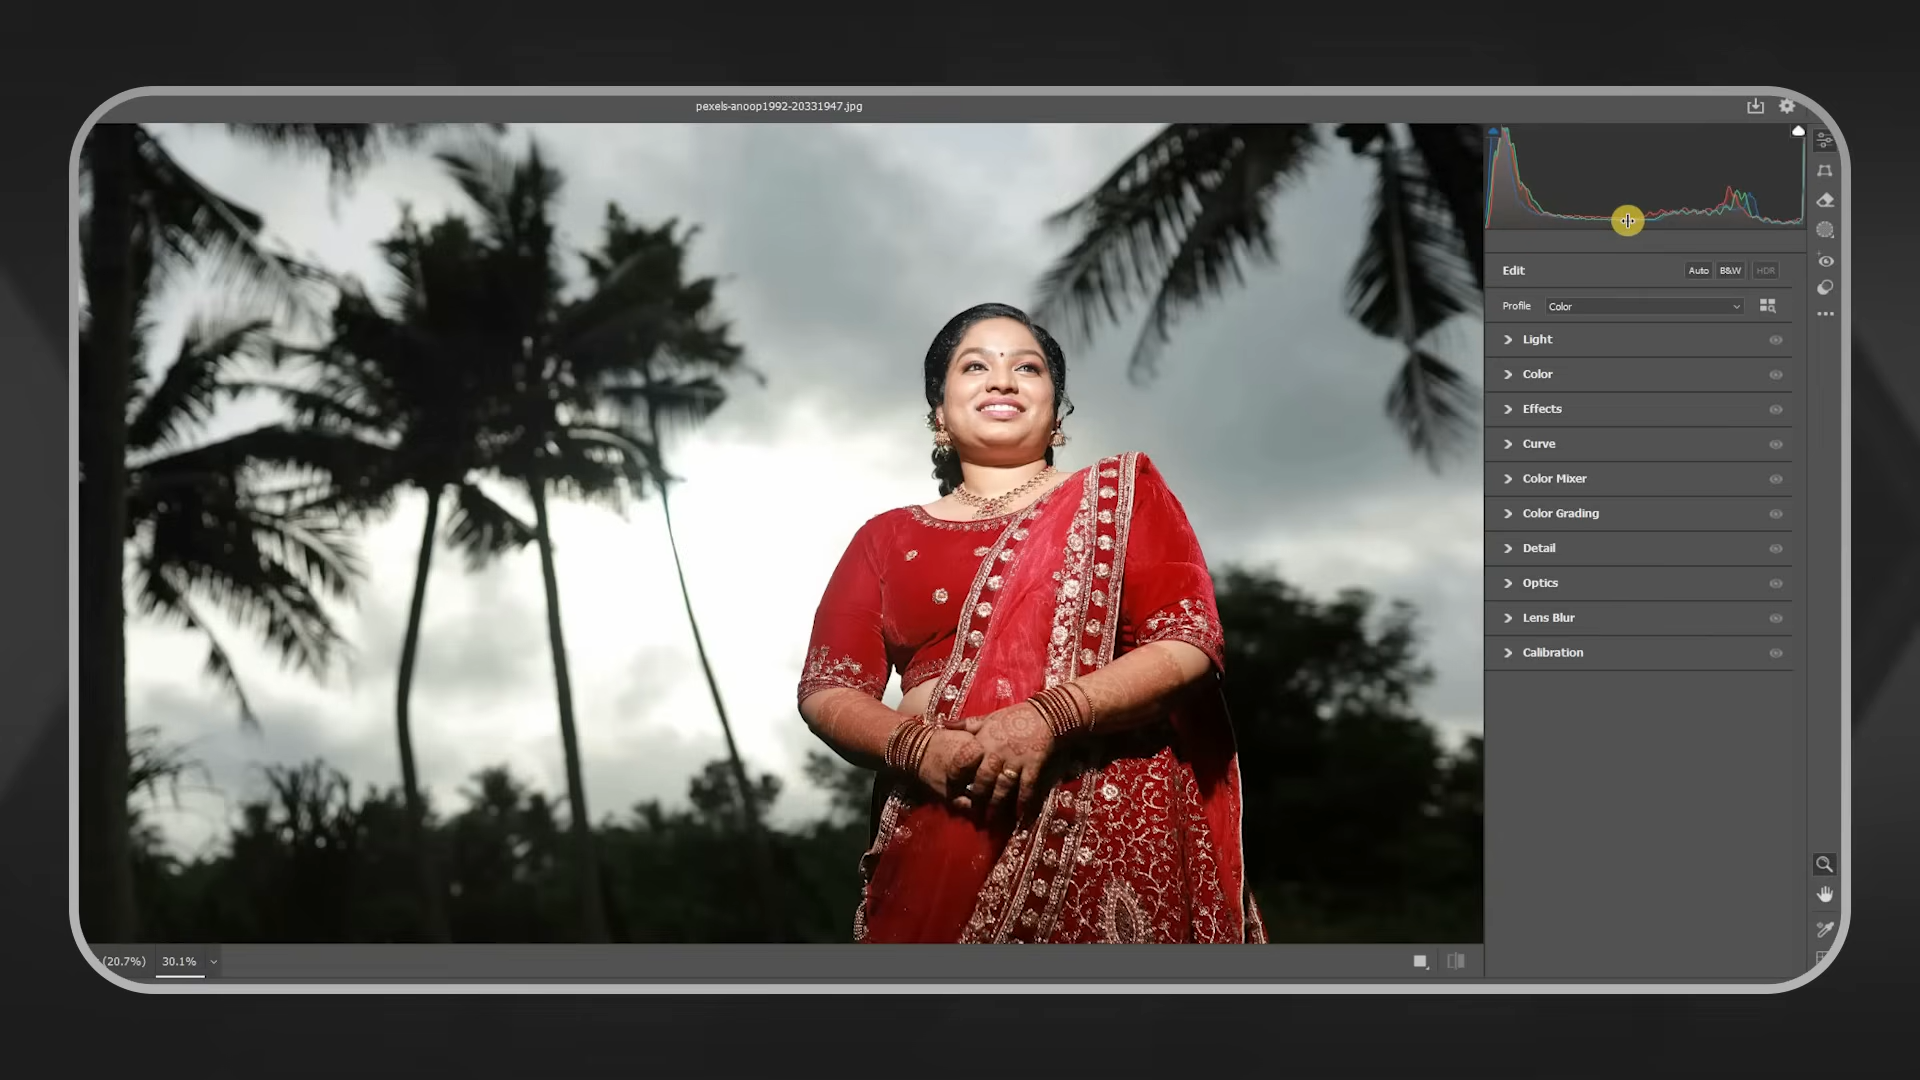 pexels-anoop1992-20331947.jpg
Edit
Auto
B&W
HDR
Profile
Color
Light
Color
Effects
Curve
Color Mixer
Color Grading
Detail
Optics
Lens Blur
Calibration
(20.7%)
30.1%